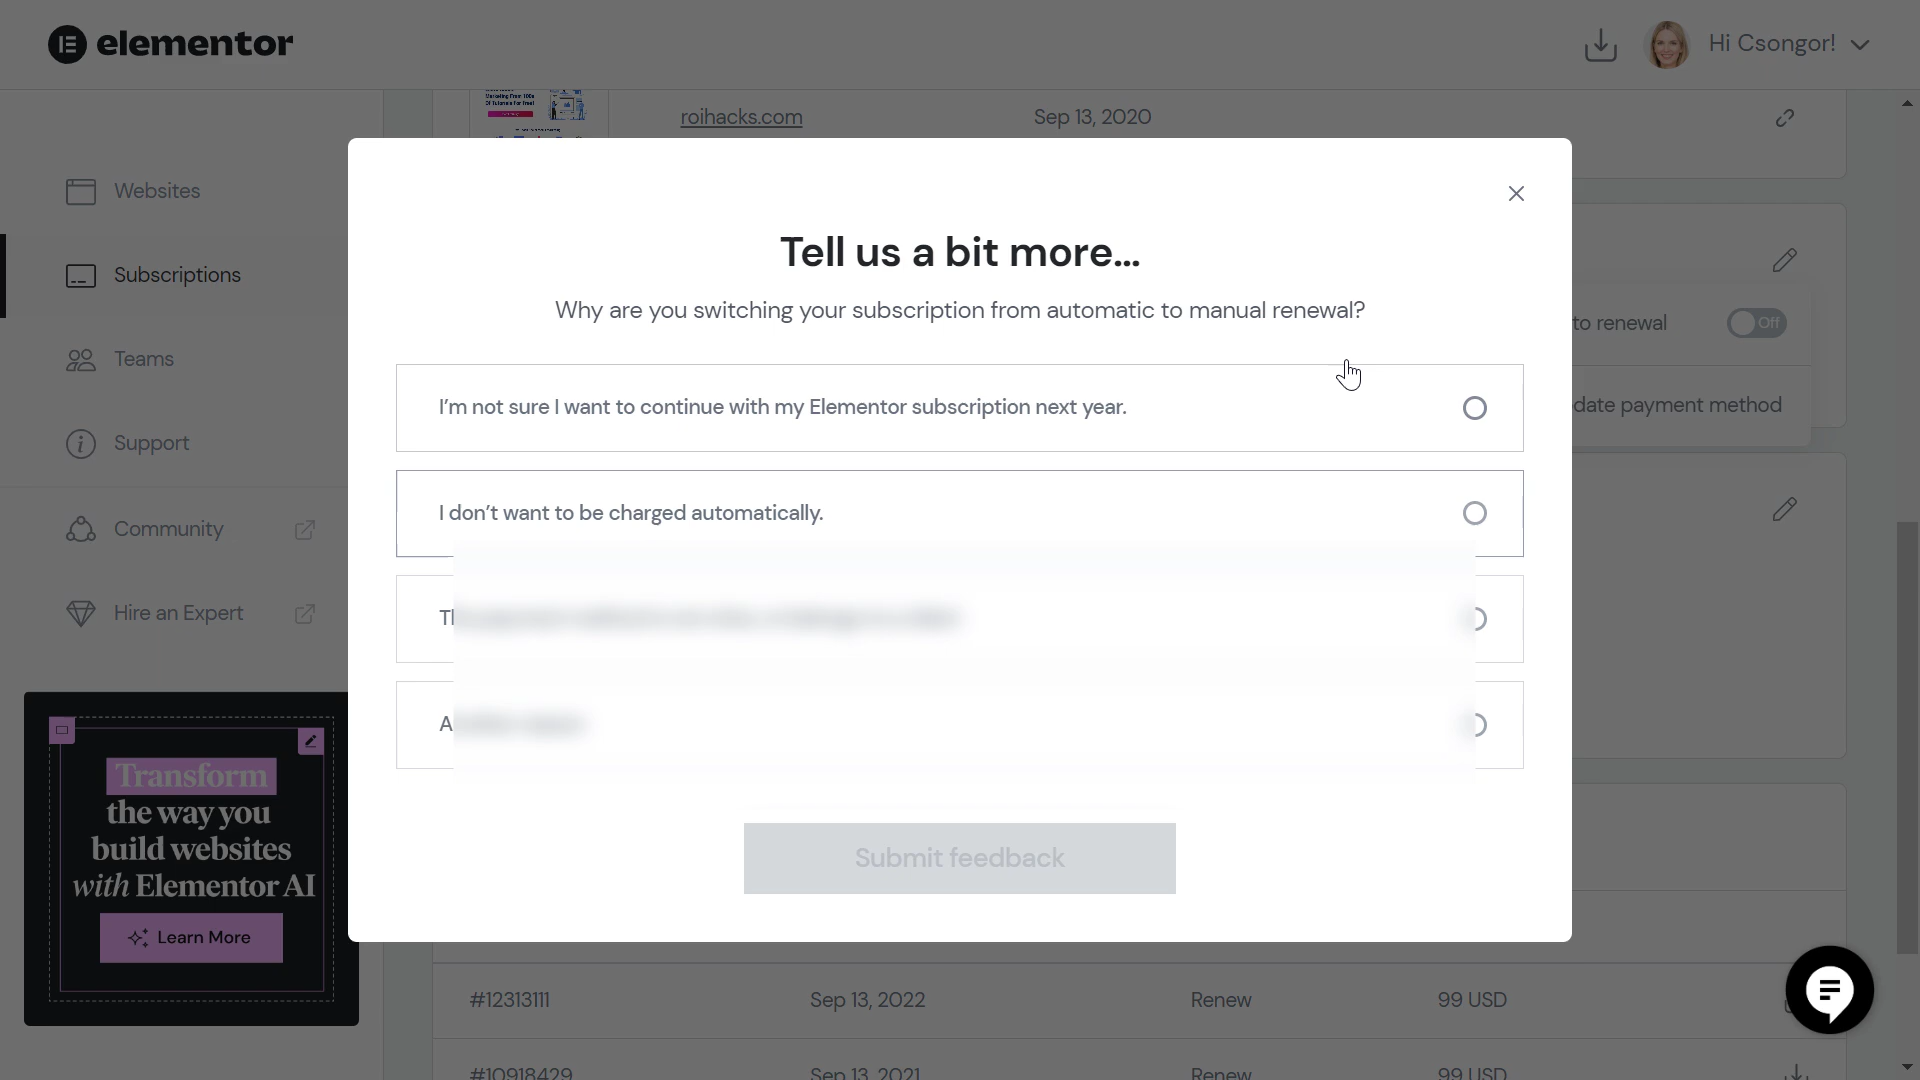 elementor
Hi Csongor!
roihacks.com
Sep 13, 2020
Websites
Subscriptions
Teams
Support
Community
Hire an Expert
Transform
the way you
build websites
with Elementor AI
Learn More
Tell us a bit more...
Why are you switching your subscription from automatic to manual renewal?
I’m not sure I want to continue with my Elementor subscription next year.
I don’t want to be charged automatically.
Submit feedback
to renewal
Off
date payment method
#12313111 Sep 13, 2022 Renew 99 USD
#10918429 Sep 13, 2021 Renew 99 USD